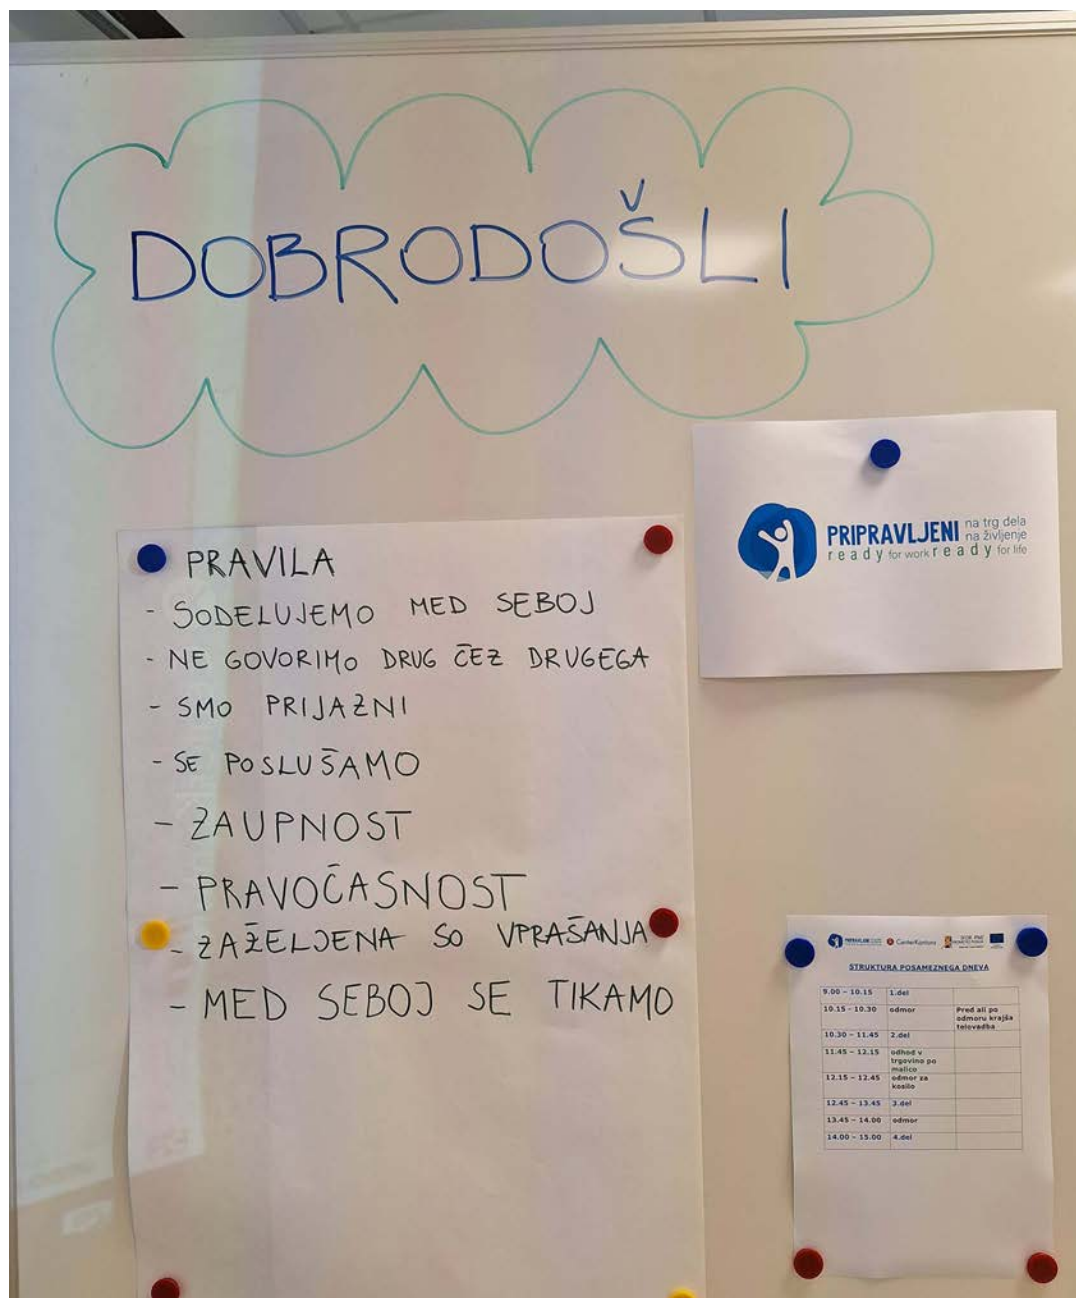 DOBRODOŠLI
PRIPRAVLJENI na trg dela
na življenje
ready for work ready for life
PRAVILA
- SODELUJEMO MED SEBOJ
- NE GOVORIMO DRUG ČEZ DRUGEGA
- SMO PRIJAZNI
- SE POSLUŠAMO
- ZAUPNOST
- PRAVOČASNOST
- ZAŽELJENA SO VPRAŠANJA
- MED SEBOJ SE TIKAMO
PRIPRAVLJENI CenterKontura
STRUKTURA POSAMEZNEGA DNEVA
9.00 – 10.15 1.del
10.15 – 10.30 odmor Pred ali po
odmoru krajša
telovadba
10.30 – 11.45 2.del
11.45 – 12.15 odhod v
trgovino po
malico
12.15 – 12.45 odmor za
kosilo
12.45 – 13.45 3.del
13.45 – 14.00 odmor
14.00 – 15.00 4.del